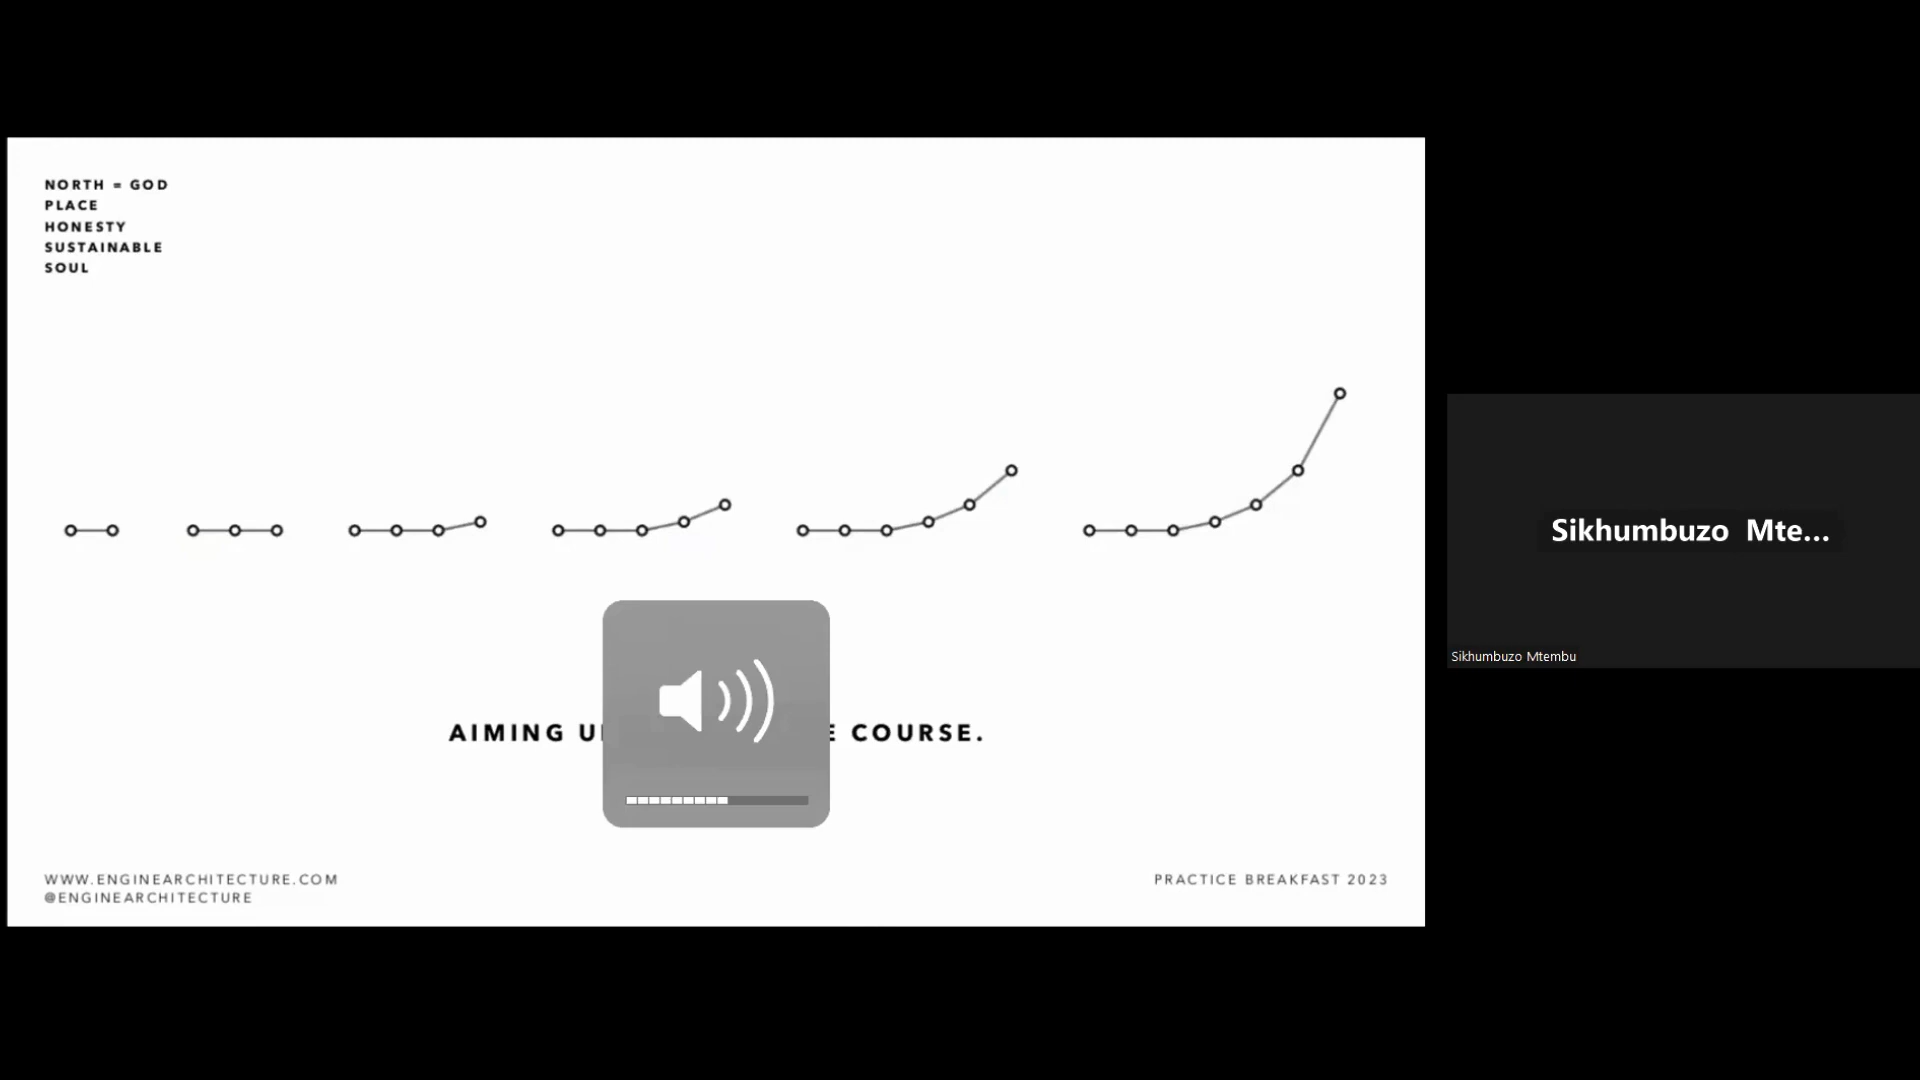 NORTH = GOD
PLACE
HONESTY
SUSTAINABLE
SOUL
AIMING COURSE.
WWW.ENGINEARCHITECTURE.COM
@ENGINEARCHITECTURE
PRACTICE BREAKFAST 2023
Sikhumbuzo Mte...
Sikhumbuzo Mtembu